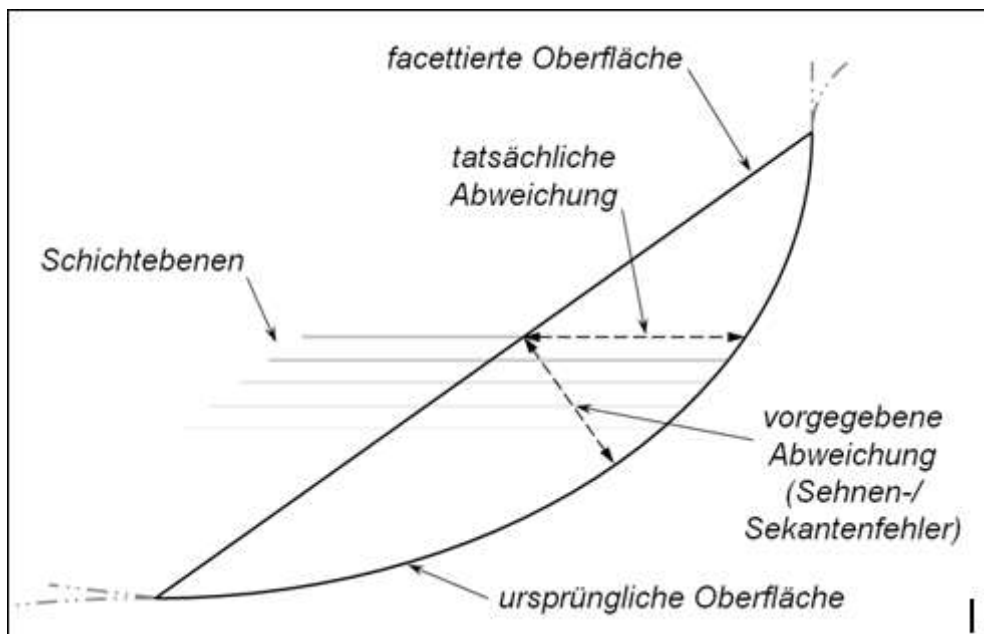 facettierte Oberfläche
tatsächliche
Abweichung
Schichtebenen
vorgegebene
Abweichung
(Sehnen-/
Sekantenfehler)
ursprüngliche Oberfläche